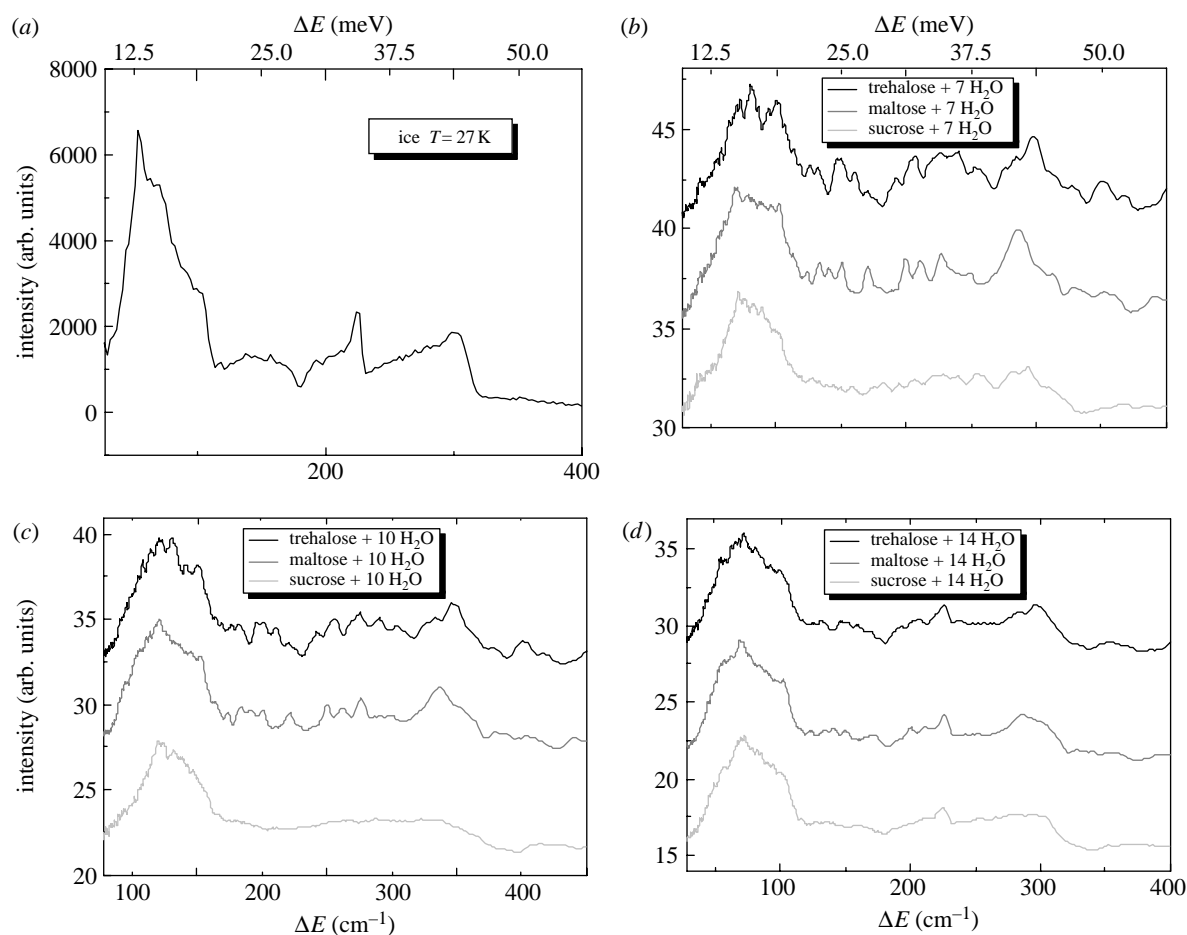 (a)
ΔE (meV)
12.5 25.0 37.5 50.0
8000
6000
4000
2000
0
intensity (arb. units)
ice T = 27 K
200 400
(b)
ΔE (meV)
12.5 25.0 37.5 50.0
45
40
35
30
trehalose + 7 H₂O
maltose + 7 H₂O
sucrose + 7 H₂O
(c)
40
35
30
25
20
intensity (arb. units)
trehalose + 10 H₂O
maltose + 10 H₂O
sucrose + 10 H₂O
100 200 300 400
ΔE (cm⁻¹)
(d)
35
30
25
20
15
trehalose + 14 H₂O
maltose + 14 H₂O
sucrose + 14 H₂O
100 200 300 400
ΔE (cm⁻¹)